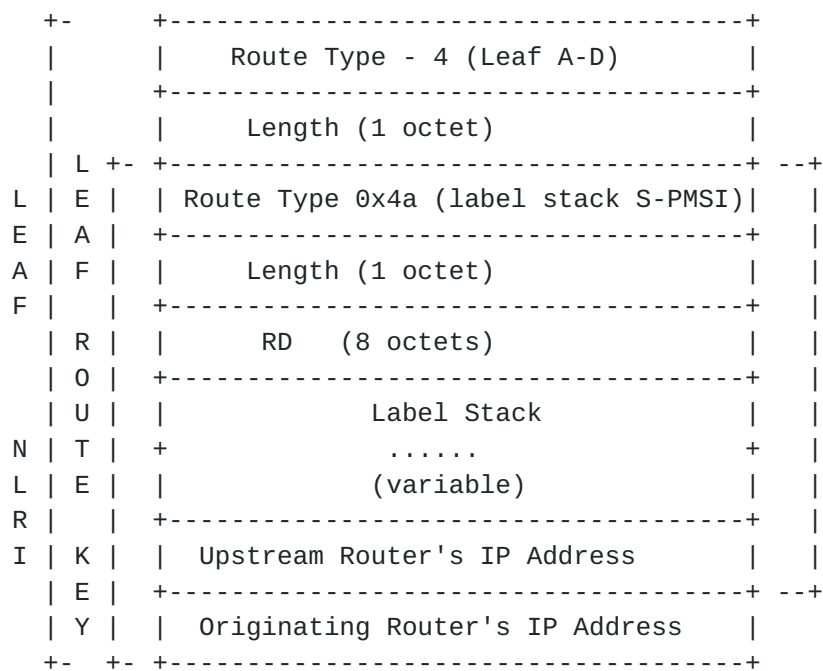 +-      +-------------------------------------+
|       |    Route Type - 4 (Leaf A-D)        |
|       +-------------------------------------+
|       |     Length (1 octet)                |
| L +-  +-------------------------------------+ --+
L | E |  | Route Type 0x4a (label stack S-PMSI)|   |
E | A |  +-------------------------------------+   |
A | F |  |     Length (1 octet)                |   |
F |   |  +-------------------------------------+   |
| R |  |      RD   (8 octets)                |   |
| O |  +-------------------------------------+   |
| U |  |             Label Stack             |   |
N | T |  +              ......                 +   |
L | E |  |             (variable)              |   |
R |   |  +-------------------------------------+   |
I | K |  |  Upstream Router's IP Address       |   |
| E |  +-------------------------------------+ --+
| Y |  |  Originating Router's IP Address    |
+-  +- +-------------------------------------+